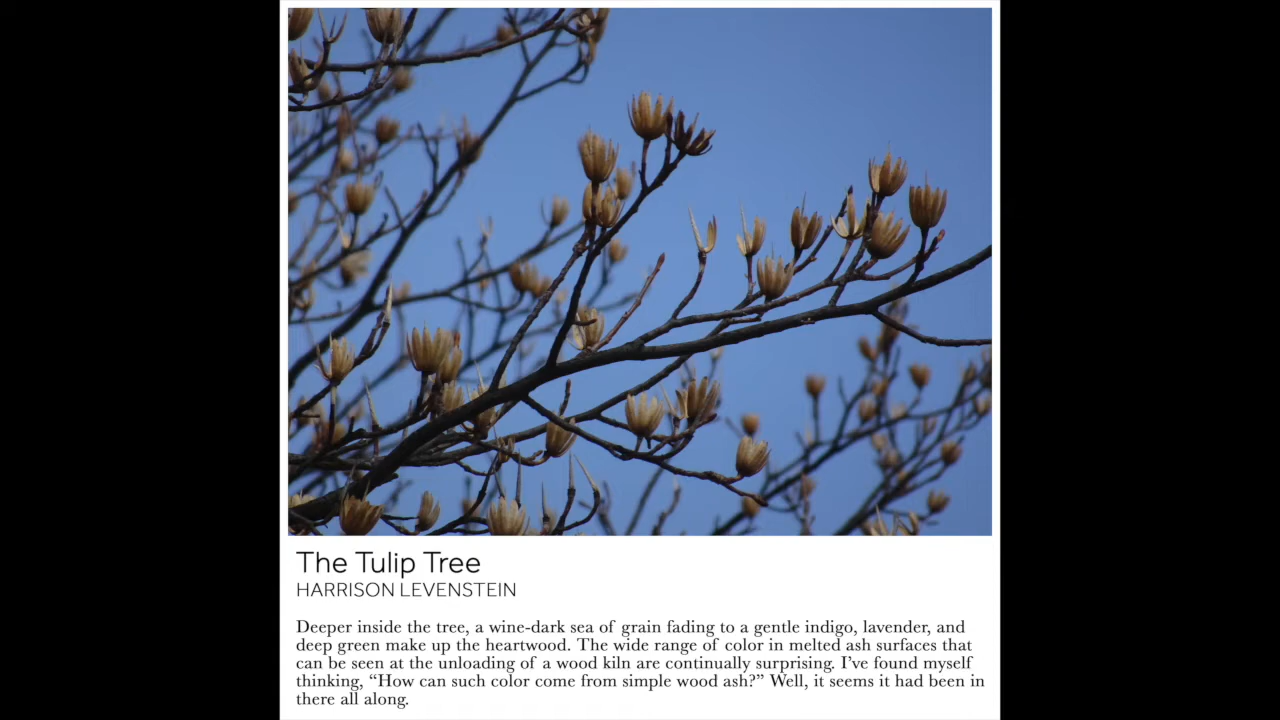 The Tulip Tree
HARRISON LEVENSTEIN
Deeper inside the tree, a wine-dark sea of grain fading to a gentle indigo, lavender, and
deep green make up the heartwood. The wide range of color in melted ash surfaces that
can be seen at the unloading of a wood kiln are continually surprising. I’ve found myself
thinking, “How can such color come from simple wood ash?” Well, it seems it had been in
there all along.